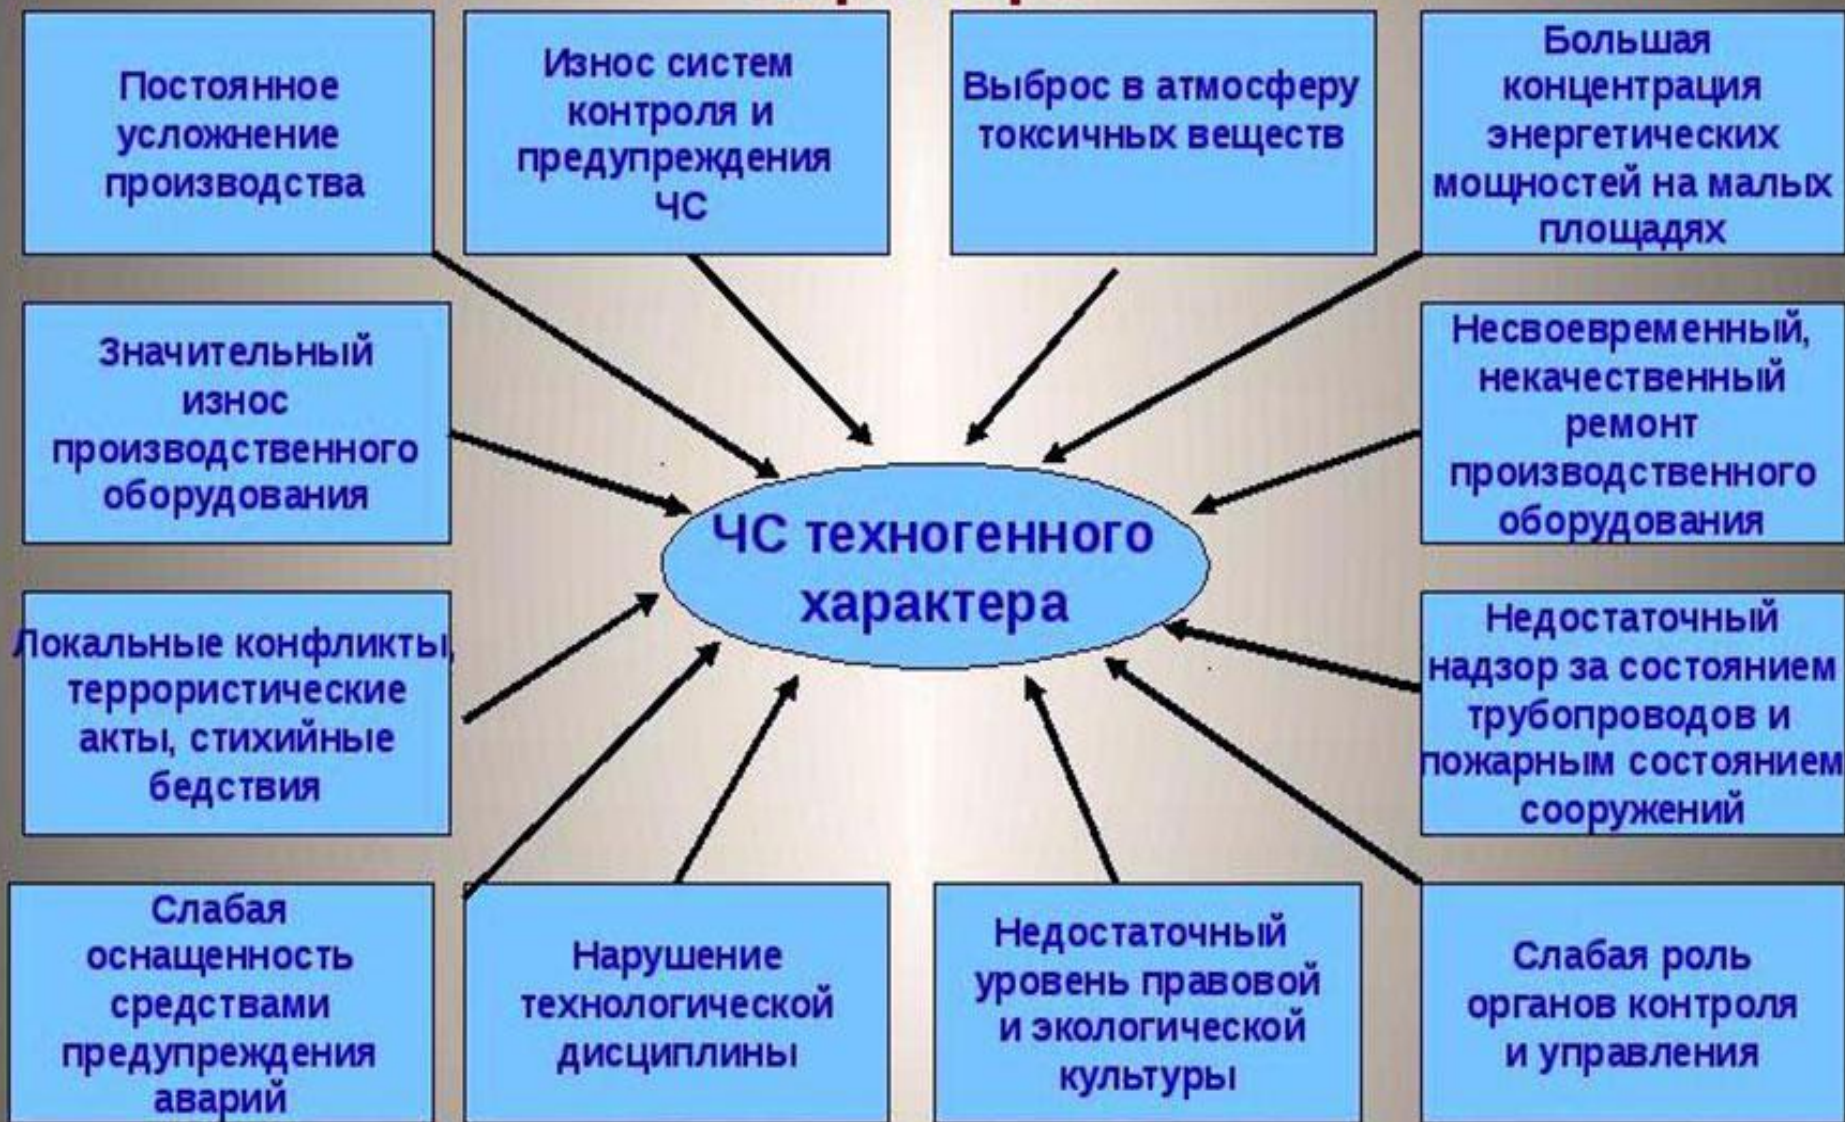 Постоянное
усложнение
производства
Износ систем
контроля и
предупреждения
ЧС
Выброс в атмосферу
токсичных веществ
Большая
концентрация
энергетических
мощностей на малых
площадях
Значительный
износ
производственного
оборудования
Несвоевременный,
некачественный
ремонт
производственного
оборудования
ЧС техногенного
характера
Локальные конфликты,
террористические
акты, стихийные
бедствия
Недостаточный
надзор за состоянием
трубопроводов и
пожарным состоянием
сооружений
Слабая
оснащенность
средствами
предупреждения
аварий
Нарушение
технологической
дисциплины
Недостаточный
уровень правовой
и экологической
культуры
Слабая роль
органов контроля
и управления